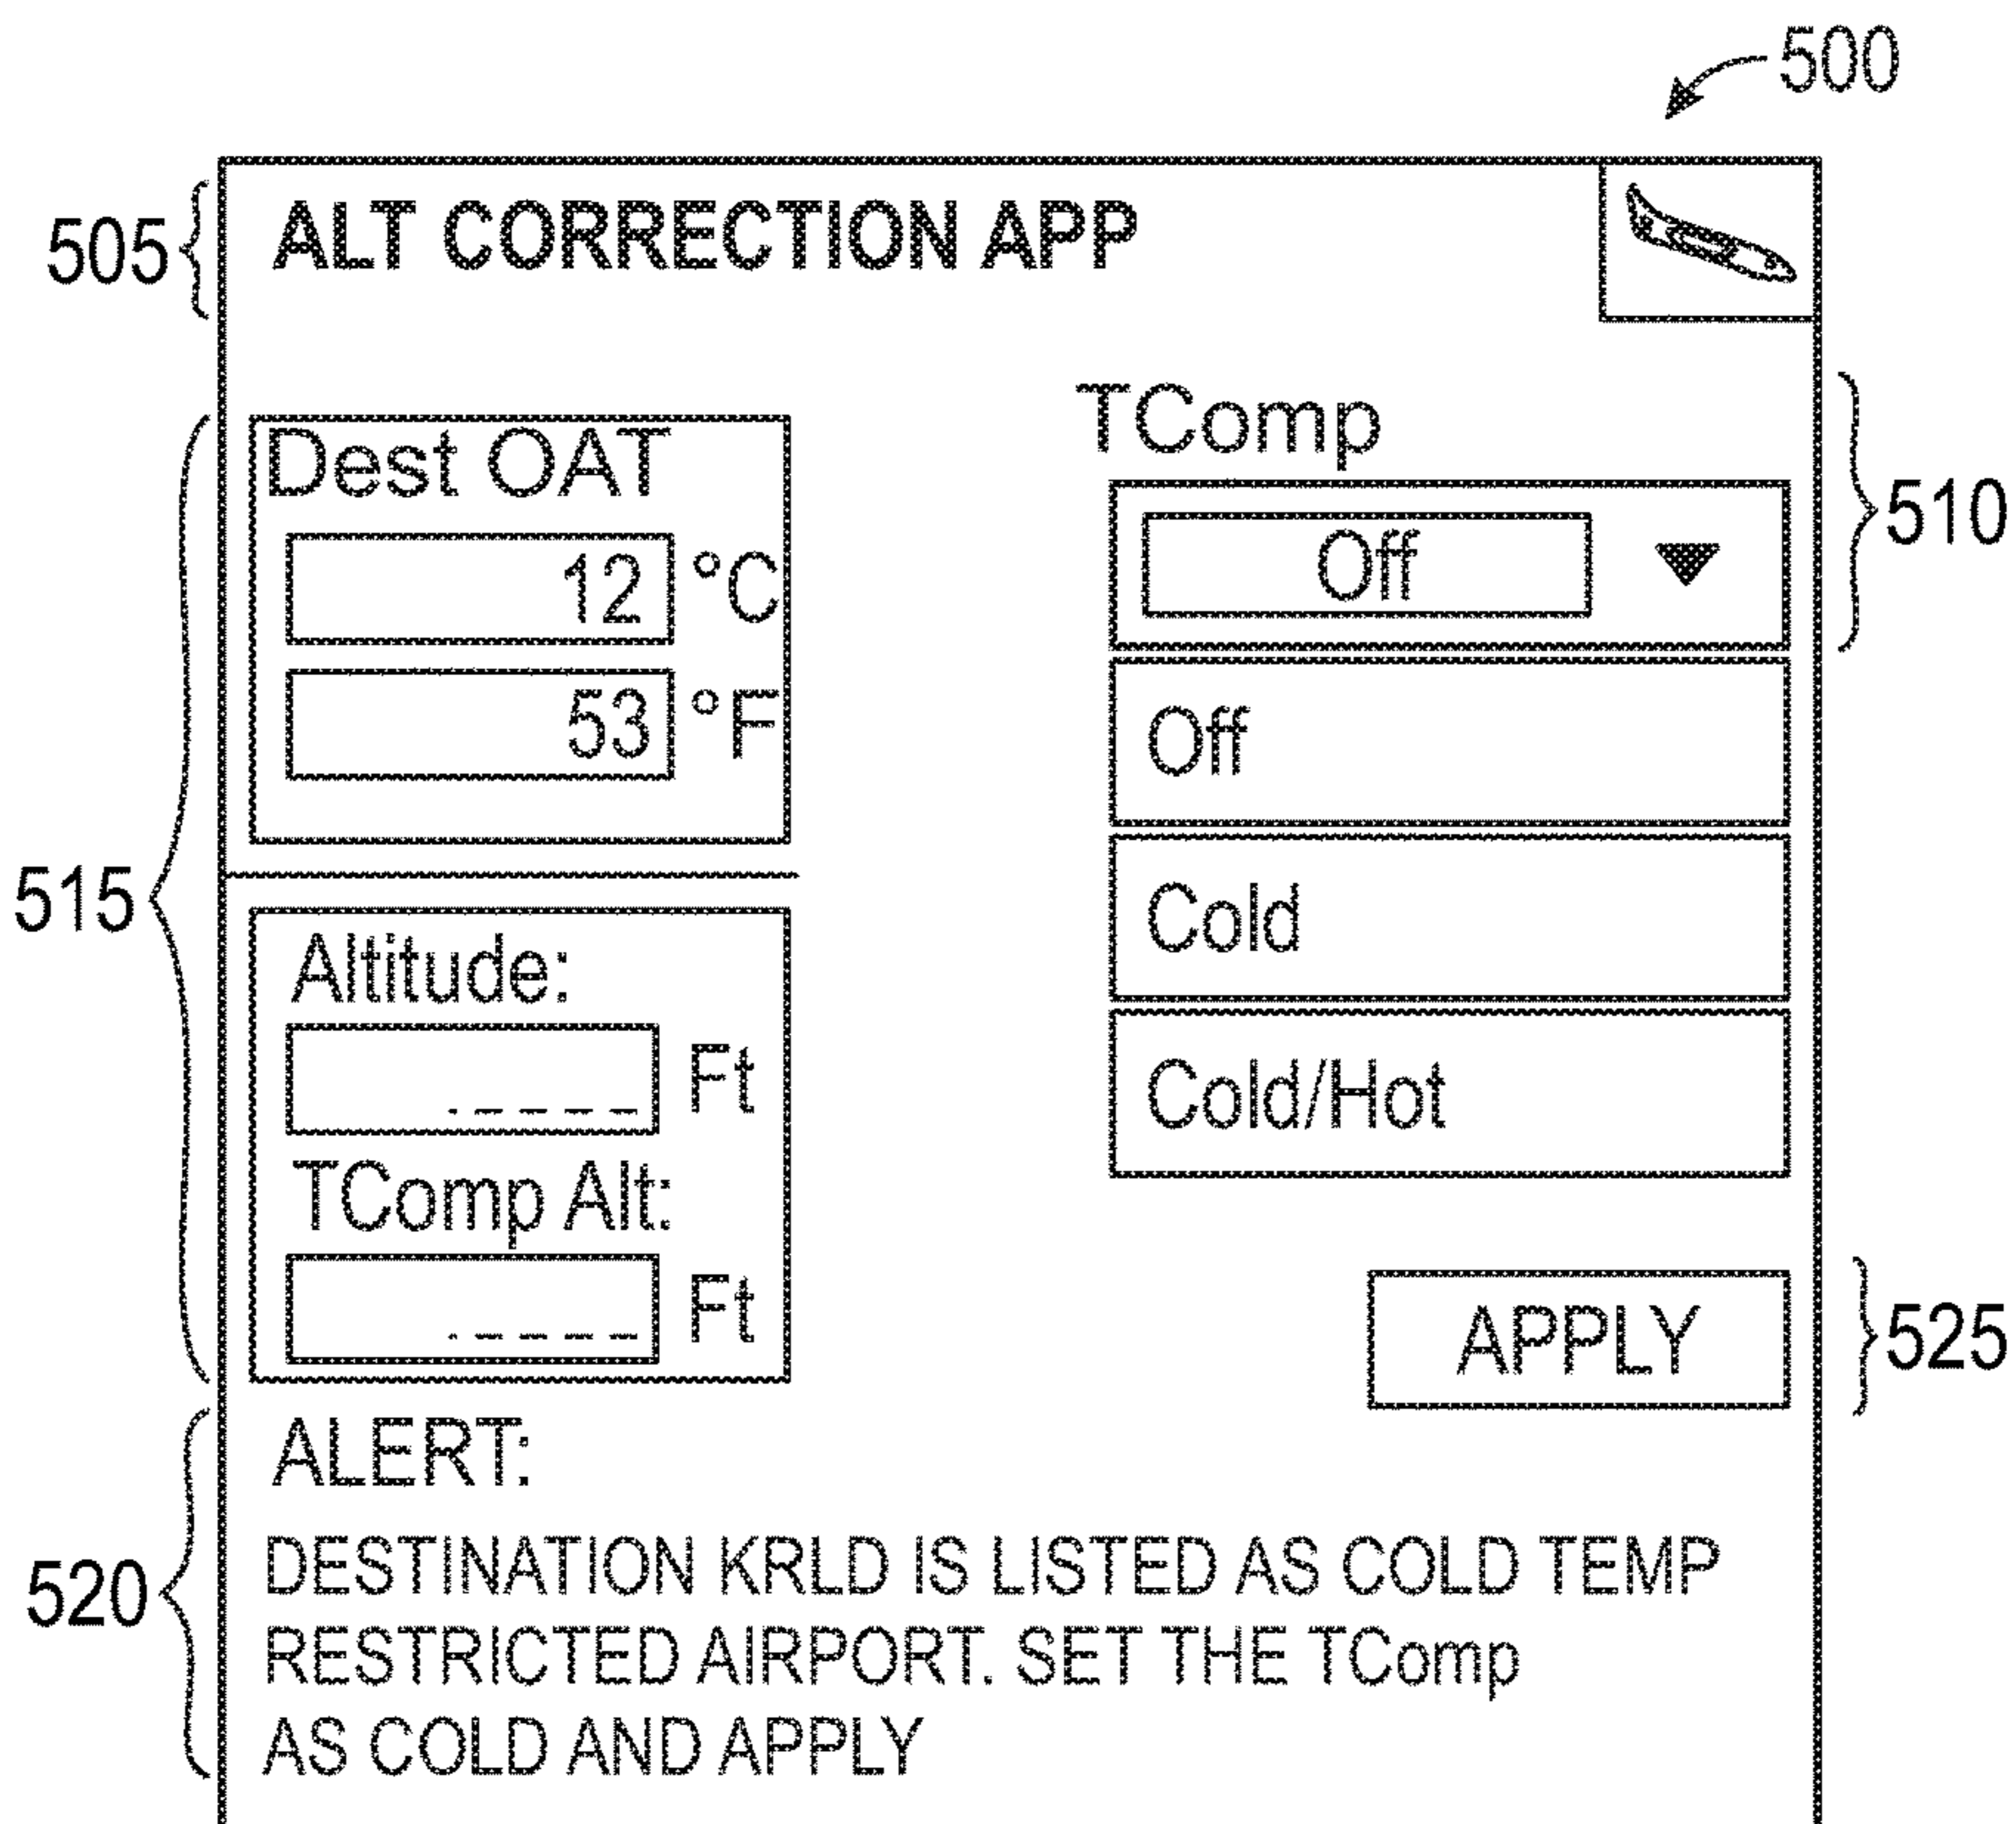 500
505
ALT CORRECTION APP
515
Dest OAT
12 °C
53 °F
Altitude:
_ _ _ _ _ Ft
TComp Alt:
_ _ _ _ _ Ft
TComp
510
Off
Off
Cold
Cold/Hot
APPLY
525
520
ALERT:
DESTINATION KRLD IS LISTED AS COLD TEMP
RESTRICTED AIRPORT. SET THE TComp
AS COLD AND APPLY